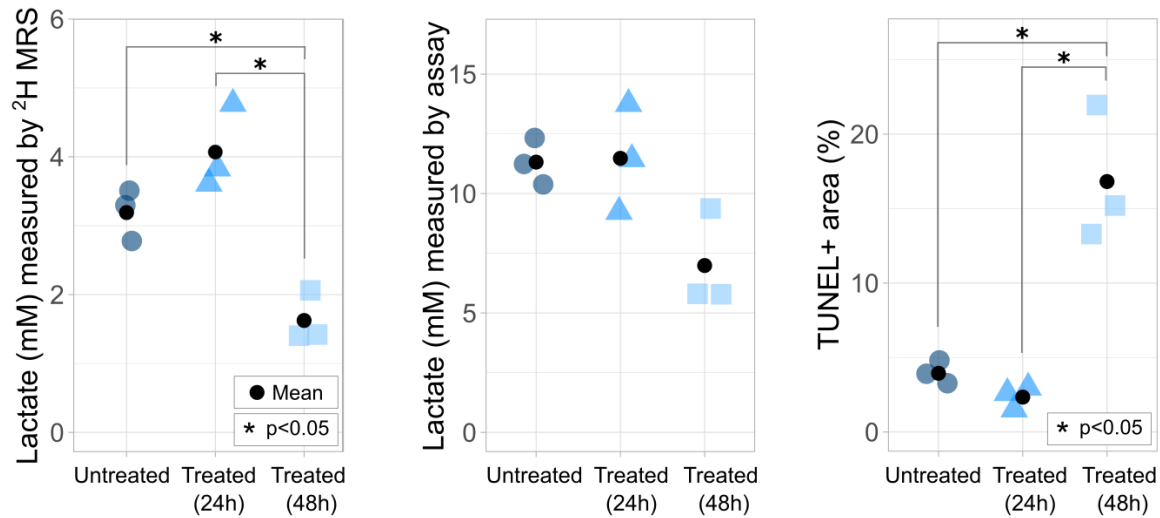 Lactate (mM) measured by ²H MRS
6
4
2
0
*
*
Mean
* p<0.05
Untreated
Treated
(24h)
Treated
(48h)
Lactate (mM) measured by assay
15
10
5
0
Untreated
Treated
(24h)
Treated
(48h)
TUNEL+ area (%)
20
10
0
*
*
* p<0.05
Untreated
Treated
(24h)
Treated
(48h)